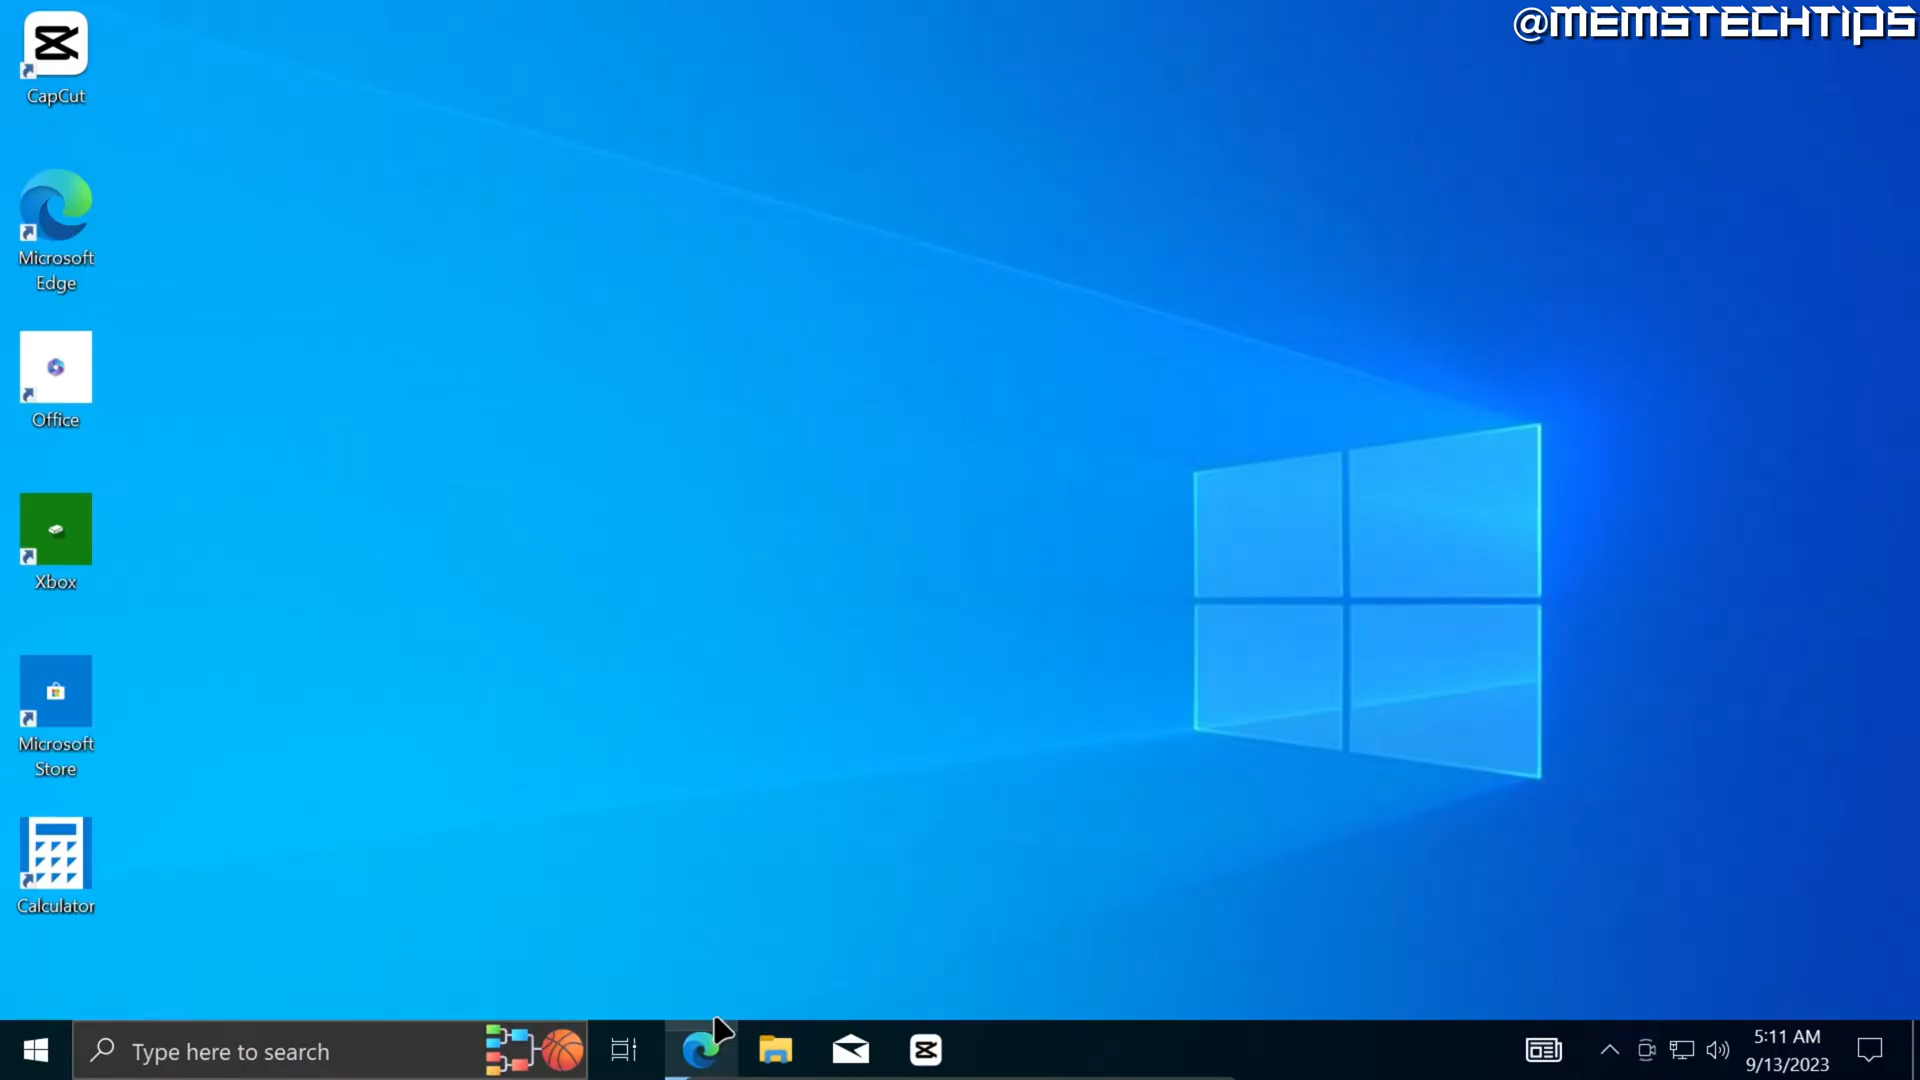 @MEMSTECHTIPS
CapCut
Microsoft
Edge
Office
Xbox
Microsoft
Store
Calculator
Type here to search
5:11 AM
9/13/2023